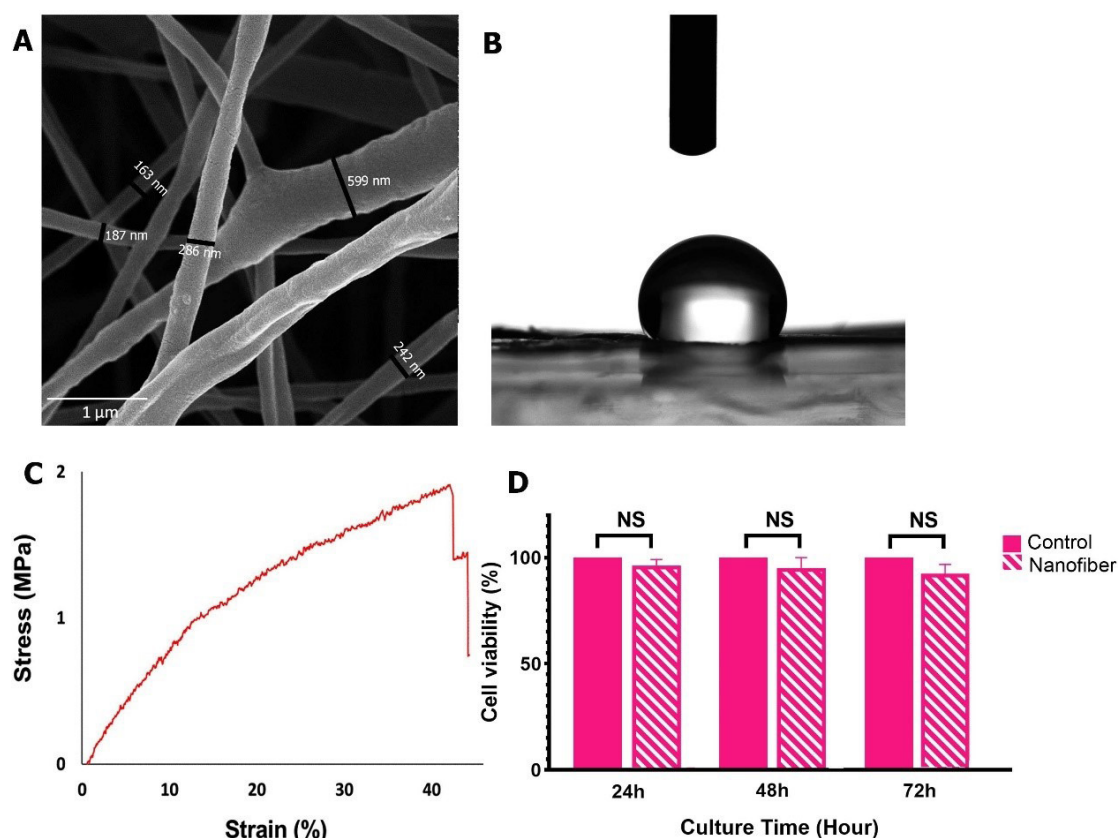 A
163 nm
187 nm
286 nm
599 nm
242 nm
1 µm
B
C
2
1
0
Stress (MPa)
0
10
20
30
40
Strain (%)
D
NS
NS
NS
100
50
0
Cell viability (%)
24h
48h
72h
Culture Time (Hour)
Control
Nanofiber